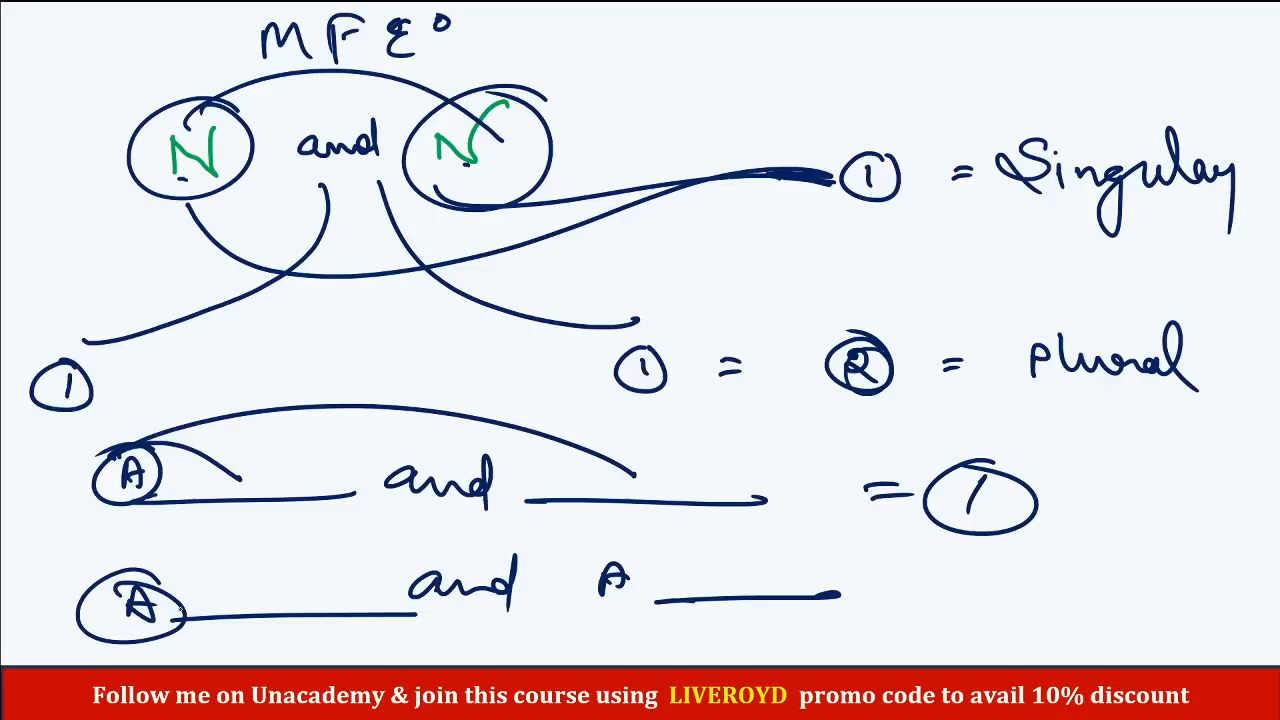 N and N ① = Singular
① ① = ② = Plural
A and = ①
A and A
Follow me on Unacademy & join this course using LIVEROYD promo code to avail 10% discount